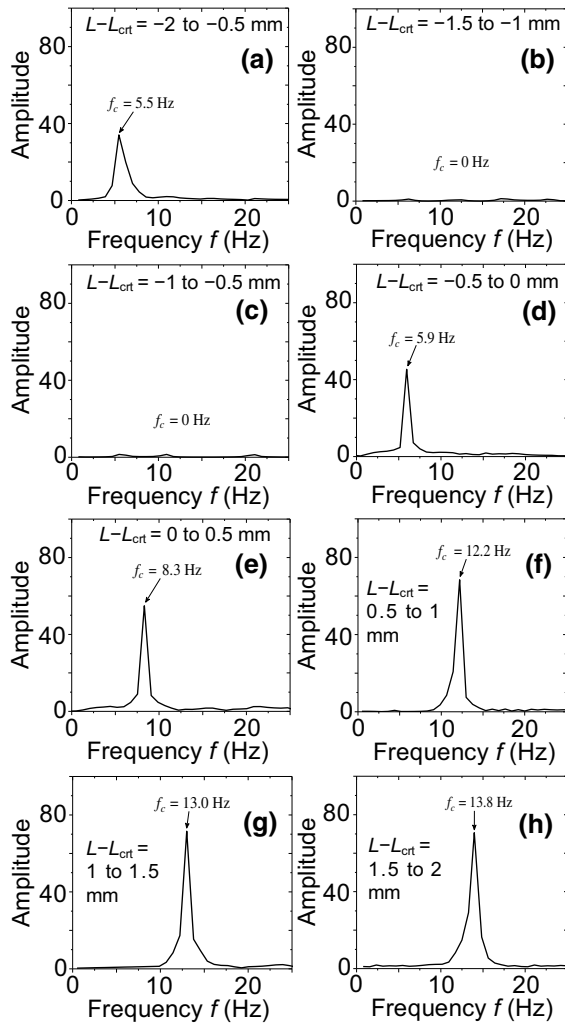 L–Lcrt = −2 to −0.5 mm
(a)
fc = 5.5 Hz
Amplitude
80
40
0
0 10 20
Frequency f (Hz)
L–Lcrt = −1.5 to −1 mm
(b)
fc = 0 Hz
Amplitude
80
40
0
0 10 20
Frequency f (Hz)
L–Lcrt = −1 to −0.5 mm
(c)
fc = 0 Hz
Amplitude
80
40
0
0 10 20
Frequency f (Hz)
L–Lcrt = −0.5 to 0 mm
(d)
fc = 5.9 Hz
Amplitude
80
40
0
0 10 20
Frequency f (Hz)
L–Lcrt = 0 to 0.5 mm
(e)
fc = 8.3 Hz
Amplitude
80
40
0
0 10 20
Frequency f (Hz)
fc = 12.2 Hz
(f)
L–Lcrt =
0.5 to 1
mm
Amplitude
80
40
0
0 10 20
Frequency f (Hz)
fc = 13.0 Hz
(g)
L–Lcrt =
1 to 1.5
mm
Amplitude
80
40
0
0 10 20
Frequency f (Hz)
fc = 13.8 Hz
(h)
L–Lcrt =
1.5 to 2
mm
Amplitude
80
40
0
0 10 20
Frequency f (Hz)